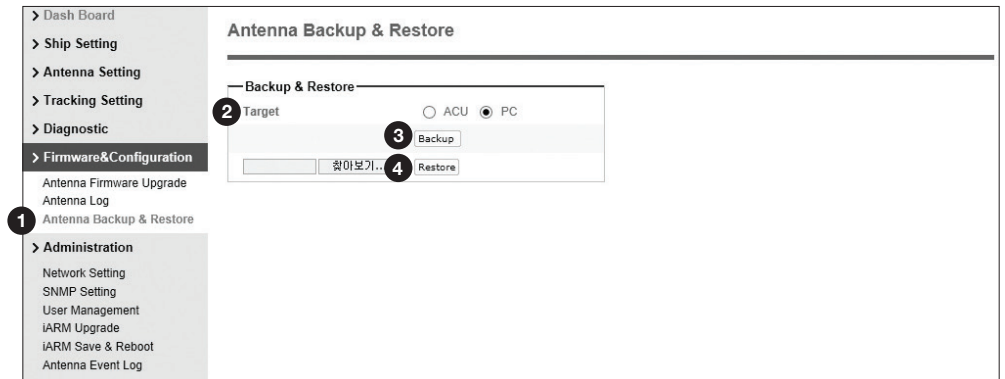 > Dash Board
> Ship Setting
> Antenna Setting
> Tracking Setting
> Diagnostic
> Firmware&Configuration
Antenna Firmware Upgrade
Antenna Log
1 Antenna Backup & Restore
> Administration
Network Setting
SNMP Setting
User Management
iARM Upgrade
iARM Save & Reboot
Antenna Event Log
Antenna Backup & Restore
Backup & Restore
2 Target ACU PC
3 Backup
찾아보기... 4 Restore